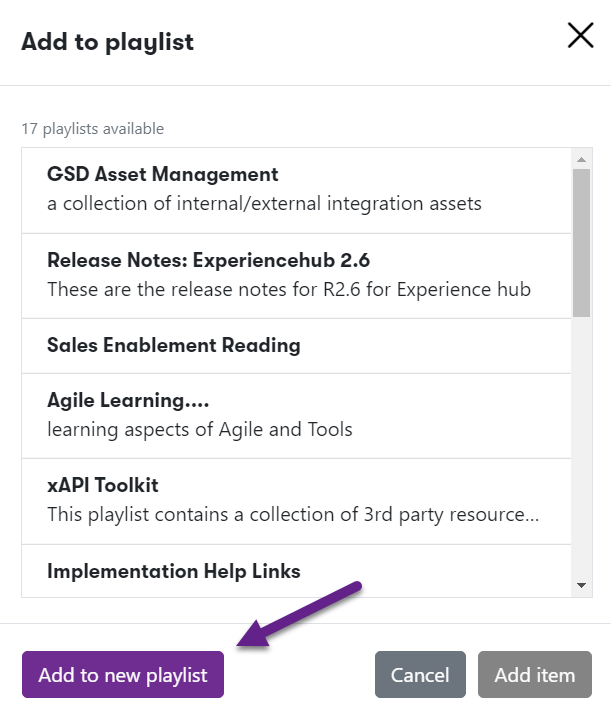 Add to playlist
17 playlists available
GSD Asset Management
a collection of internal/external integration assets
Release Notes: Experiencehub 2.6
These are the release notes for R2.6 for Experience hub
Sales Enablement Reading
Agile Learning....
learning aspects of Agile and Tools
xAPI Toolkit
This playlist contains a collection of 3rd party resource...
Implementation Help Links
Add to new playlist
Cancel
Add item